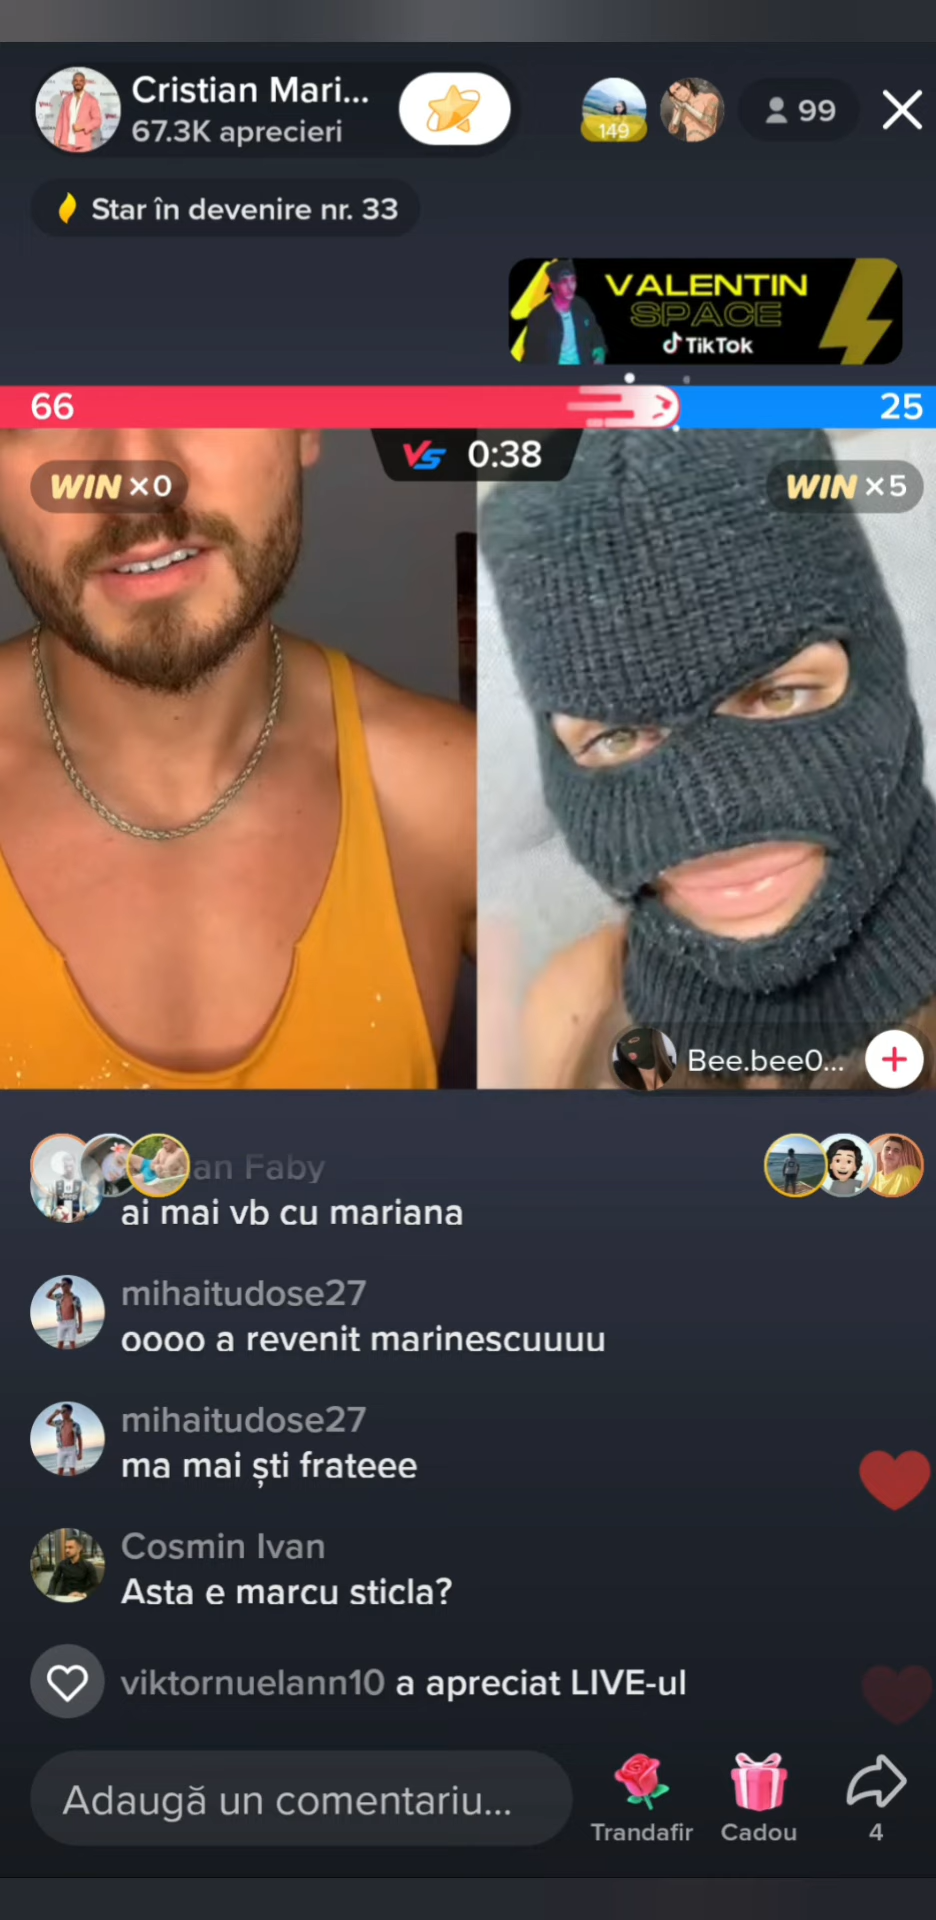 Cristian Mari...
67.3K aprecieri
149
99
Star în devenire nr. 33
VALENTIN
SPACE
TikTok
66
25
VS 0:38
WIN ×0
WIN ×5
Bee.bee0...
an Faby
ai mai vb cu mariana
mihaitudose27
oooo a revenit marinescuuuu
mihaitudose27
ma mai ști frateee
Cosmin Ivan
Asta e marcu sticla?
viktornuelann10 a apreciat LIVE-ul
Adaugă un comentariu...
Trandafir
Cadou
4